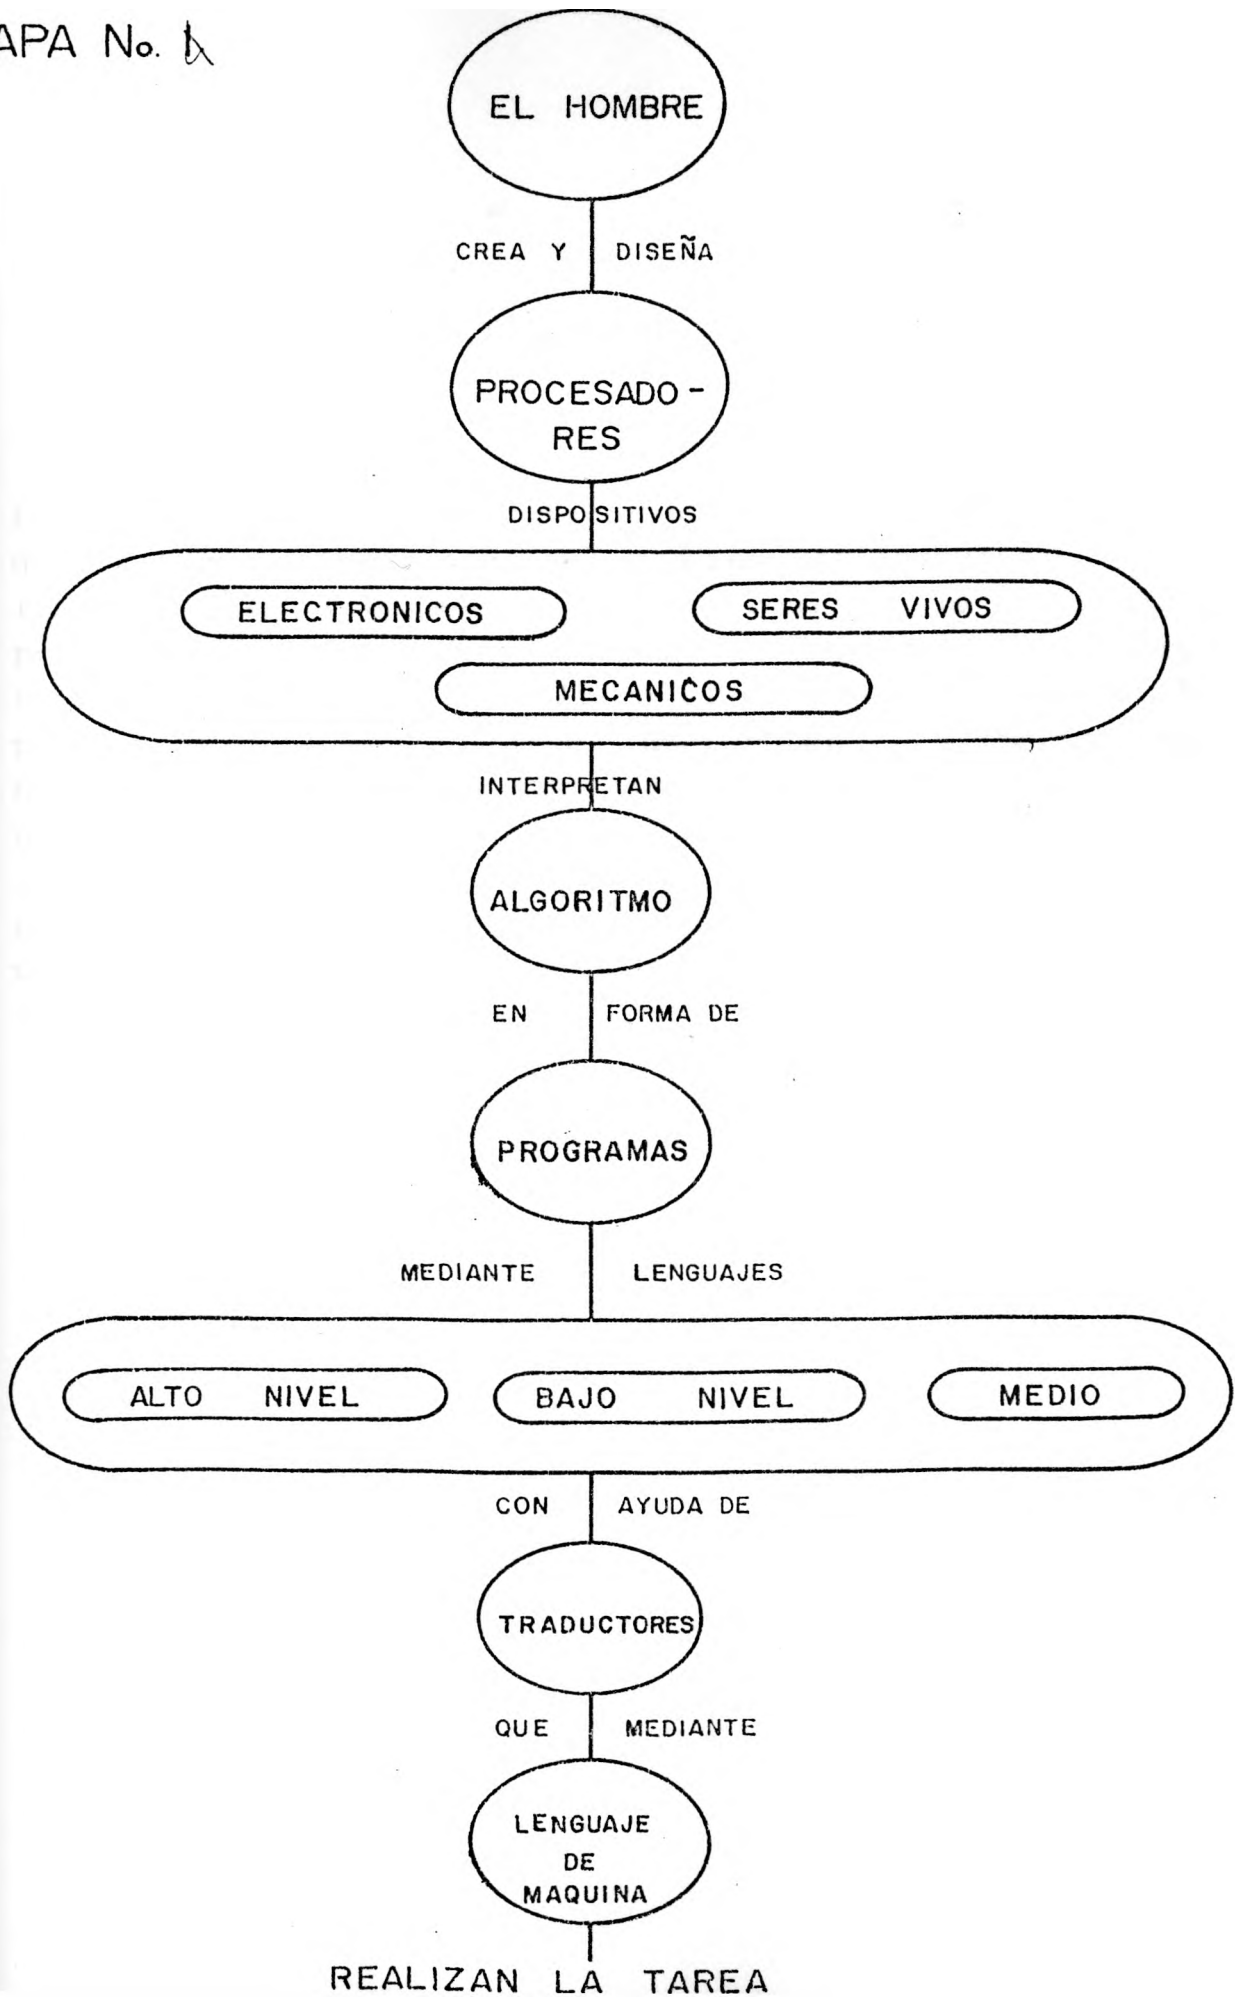 APA No.
EL HOMBRE
CREA Y DISEÑA
PROCESADO-
RES
DISPOSITIVOS
ELECTRONICOS SERES VIVOS
MECANICOS
INTERPRETAN
ALGORITMO
EN FORMA DE
PROGRAMAS
MEDIANTE LENGUAJES
ALTO NIVEL BAJO NIVEL MEDIO
CON AYUDA DE
TRADUCTORES
QUE MEDIANTE
LENGUAJE
DE
MAQUINA
REALIZAN LA TAREA